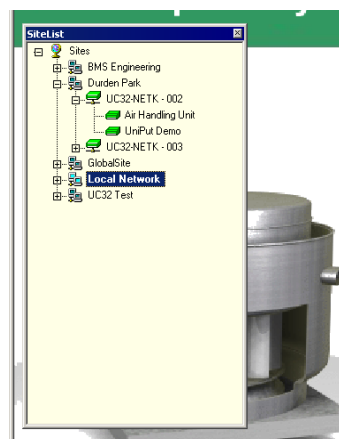 SiteList
Sites
BMS Engineering
Durden Park
UC32-NETK - 002
Air Handling Unit
UniPut Demo
UC32-NETK - 003
GlobalSite
Local Network
UC32 Test